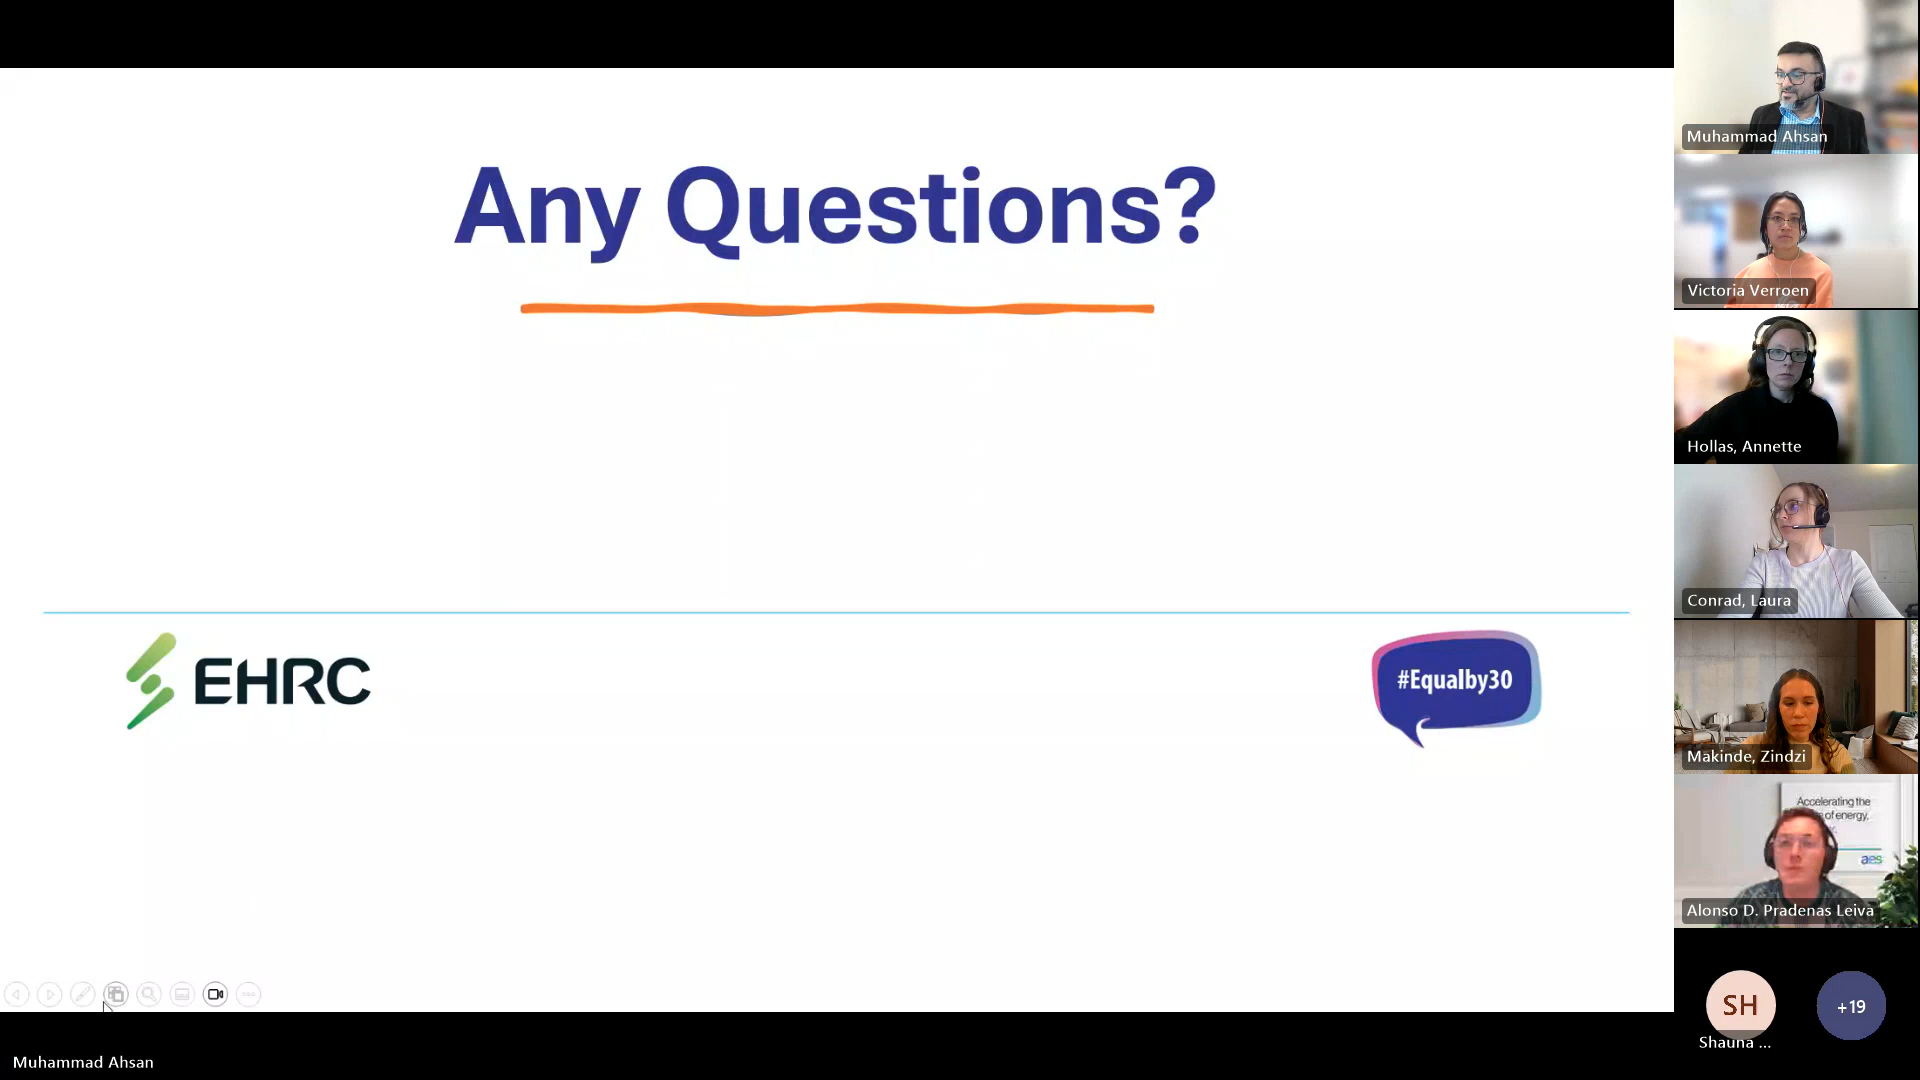 Any Questions?
EHRC
#Equalby30
Muhammad Ahsan
Muhammad Ahsan
Victoria Verroen
Hollas, Annette
Conrad, Laura
Makinde, Zindzi
Accelerating the
of energy,
aes
Alonso D. Pradenas Leiva
SH
+19
Shauna ...